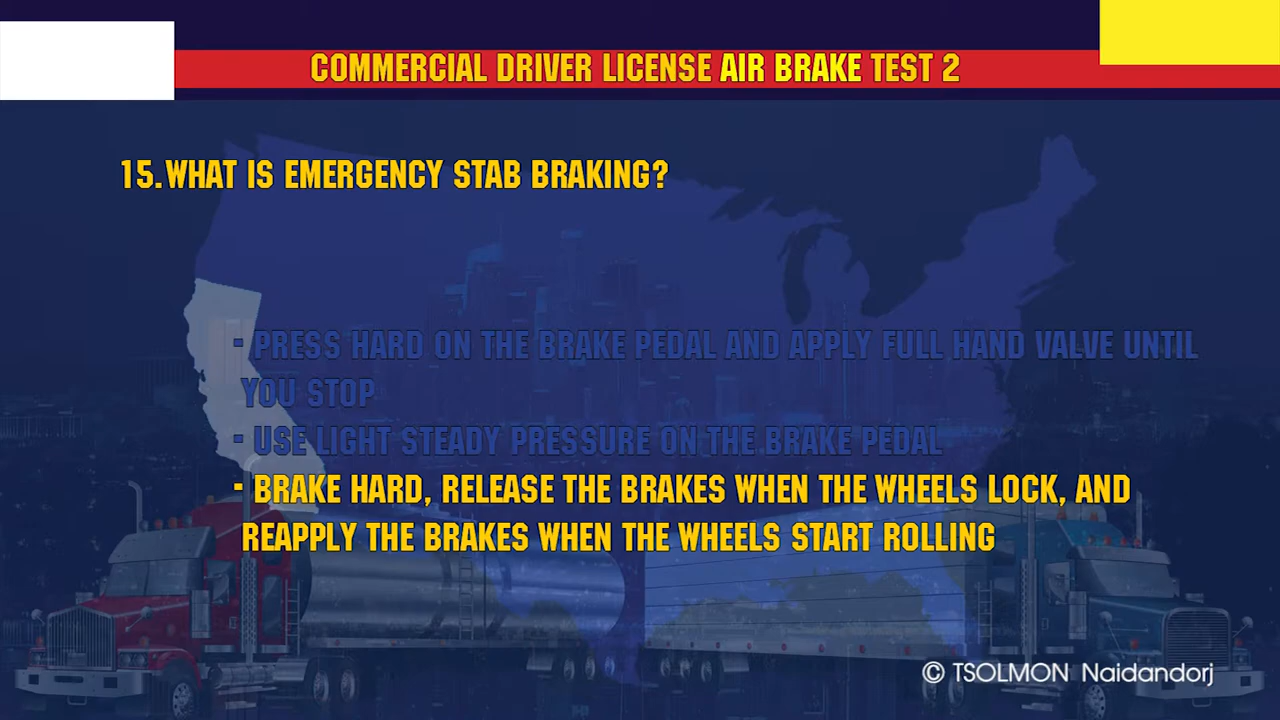 COMMERCIAL DRIVER LICENSE AIR BRAKE TEST 2
15. WHAT IS EMERGENCY STAB BRAKING?
- PRESS HARD ON THE BRAKE PEDAL AND APPLY FULL HAND VALVE UNTIL
YOU STOP
- USE LIGHT STEADY PRESSURE ON THE BRAKE PEDAL
- BRAKE HARD, RELEASE THE BRAKES WHEN THE WHEELS LOCK, AND
REAPPLY THE BRAKES WHEN THE WHEELS START ROLLING
© TSOLMON Naidandorj